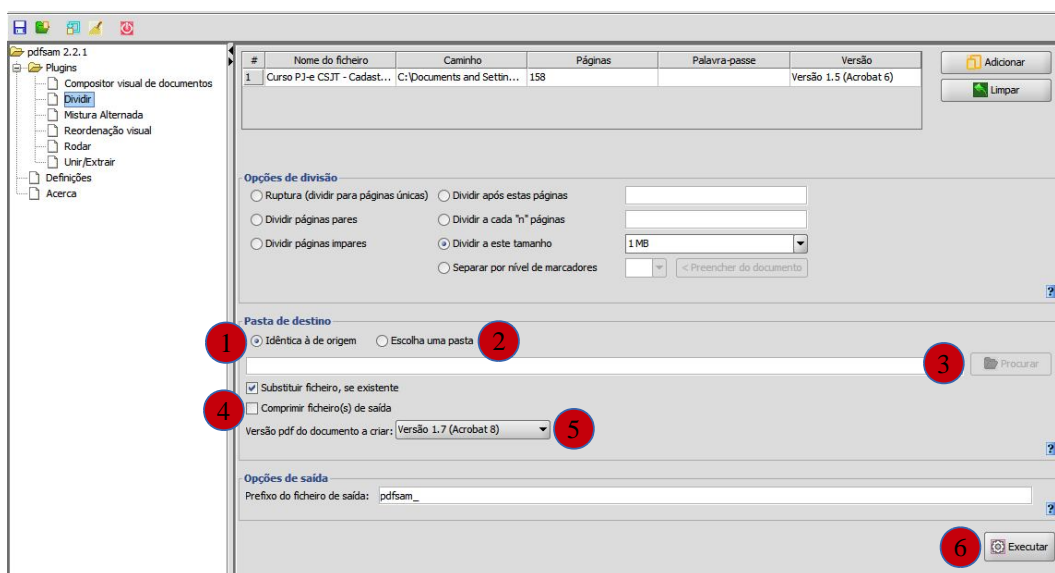 pdfsam 2.2.1
Plugins
Compositor visual de documentos
Dividir
Mistura Alternada
Reordenação visual
Rodar
Unir/Extrair
Definições
Acerca
# Nome do ficheiro Caminho Páginas Palavra-passe Versão
1 Curso PJ-e CSJT - Cadast... C:\Documents and Settin... 158 Versão 1.5 (Acrobat 6)
Adicionar
Limpar
Opções de divisão
Ruptura (dividir para páginas únicas) Dividir após estas páginas
Dividir páginas pares Dividir a cada "n" páginas
Dividir páginas impares Dividir a este tamanho 1 MB
Separar por nível de marcadores < Preencher do documento
?
Pasta de destino
1 Idêntica à de origem Escolha uma pasta 2
3 Procurar
Substituir ficheiro, se existente
4 Comprimir ficheiro(s) de saída
Versão pdf do documento a criar: Versão 1.7 (Acrobat 8) 5
?
Opções de saída
Prefixo do ficheiro de saída: pdfsam_
?
6 Executar